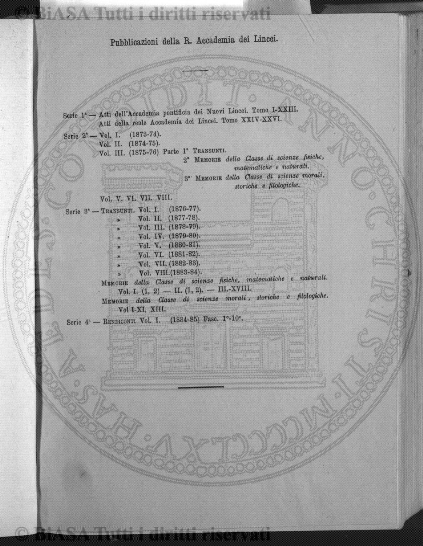 © BiASA Tutti i diritti riservati
Pubblicazioni della R. Accademia dei Lincei.
Serie 1ª — Atti dell'Accademia pontificia dei Nuovi Lincei. Tomo I-XXIII.
Atti della reale Accademia dei Lincei. Tomo XXIV-XXVI.
Serie 2ª — Vol. I. (1873-74).
Vol. II. (1874-75).
Vol. III. (1875-76) Parte 1ª TRANSUNTI.
2ª MEMORIE della Classe di scienze fisiche,
matematiche e naturali.
3ª MEMORIE della Classe di scienze morali,
storiche e filologiche.
Vol. V. VI. VII. VIII.
Serie 3ª — TRANSUNTI. Vol. I. (1876-77).
» Vol. II. (1877-78).
» Vol. III. (1878-79).
» Vol. IV. (1879-80).
» Vol. V. (1880-81).
» Vol. VI. (1881-82).
» Vol. VII. (1882-83).
» Vol. VIII. (1883-84).
MEMORIE della Classe di scienze fisiche, matematiche e naturali.
Vol. I. (1, 2) — II. (1, 2). — III.-XVIII.
MEMORIE della Classe di scienze morali, storiche e filologiche.
Vol I-XI, XIII.
Serie 4ª — RENDICONTI Vol. I. (1884-85) Fasc. 1º-10º.
HAS AEDES CONDIDIT CHRISTI MCCCCLXV
© BiASA Tutti i diritti riservati